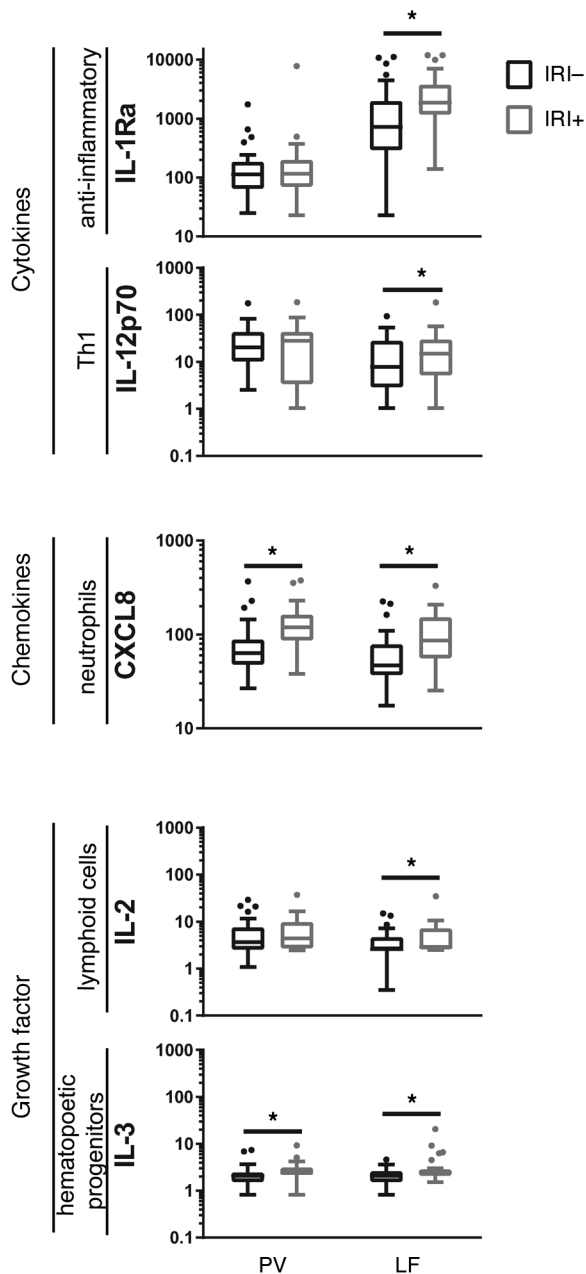 *
10000
1000
100
10
Cytokines
anti-inflammatory
IL-1Ra
IRI–
IRI+
*
1000
100
10
1
0.1
Th1
IL-12p70
* *
1000
100
10
Chemokines
neutrophils
CXCL8
*
1000
100
10
1
0.1
Growth factor
lymphoid cells
IL-2
* *
1000
100
10
1
0.1
hematopoetic
progenitors
IL-3
PV LF